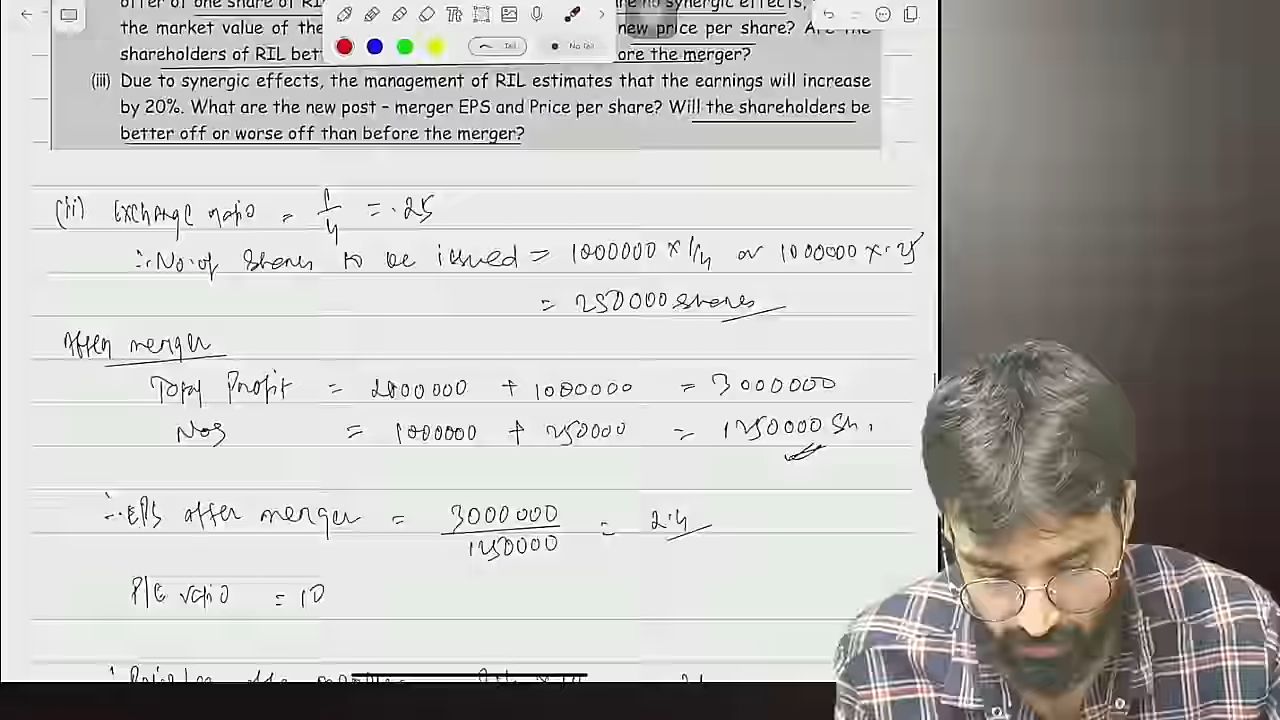 offer of one share of RI re no synergic effects,
the market value of the new price per share? Are the
shareholders of RIL bet ore the merger?
(iii) Due to synergic effects, the management of RIL estimates that the earnings will increase
by 20%. What are the new post – merger EPS and Price per share? Will the shareholders be
better off or worse off than before the merger?
(ii) Exchange ratio = 1/4 = .25
∴ No. of Shares to be issued = 1000000 x 1/4 or 1000000 x .25
= 250000 shares
After merger
Total Profit = 2000000 + 1000000 = 3000000
Nos = 1000000 + 250000 = 1250000 Sh.
∴ EPS after merger = 3000000 / 1250000 = 2.4
P/E ratio = 10